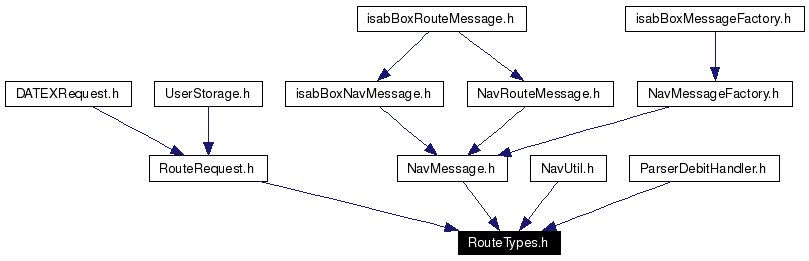 isabBoxRouteMessage.h
isabBoxMessageFactory.h
DATEXRequest.h
UserStorage.h
isabBoxNavMessage.h
NavRouteMessage.h
NavMessageFactory.h
RouteRequest.h
NavMessage.h
NavUtil.h
ParserDebitHandler.h
RouteTypes.h